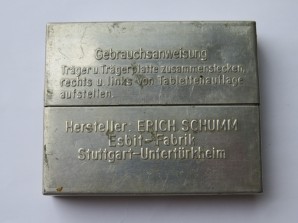 Gebrauchsanweisung
Träger u. Trägerplatte zusammenstecken,
rechts u links von Tablettenauflage
aufstellen.
Hersteller: ERICH SCHUMM
Esbit-Fabrik
Stuttgart-Untertürkheim